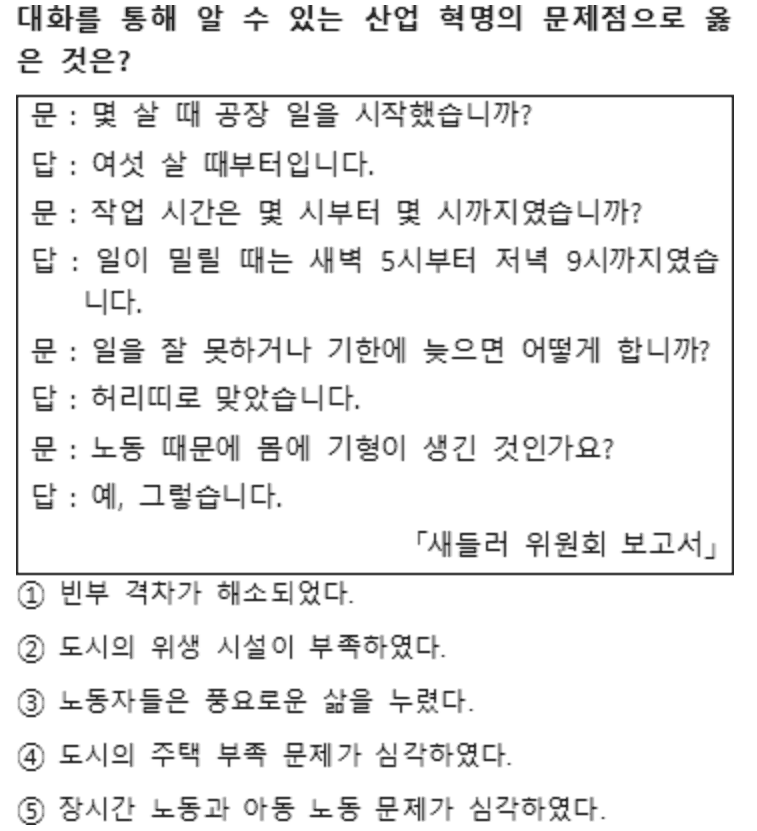 대화를 통해 알 수 있는 산업 혁명의 문제점으로 옳
은 것은?
문 : 몇 살 때 공장 일을 시작했습니까?
답 : 여섯 살 때부터입니다.
문 : 작업 시간은 몇 시부터 몇 시까지였습니까?
답 : 일이 밀릴 때는 새벽 5시부터 저녁 9시까지였습
니다.
문 : 일을 잘 못하거나 기한에 늦으면 어떻게 합니까?
답 : 허리띠로 맞았습니다.
문 : 노동 때문에 몸에 기형이 생긴 것인가요?
답 : 예, 그렇습니다.
「새들러 위원회 보고서」
① 빈부 격차가 해소되었다.
② 도시의 위생 시설이 부족하였다.
③ 노동자들은 풍요로운 삶을 누렸다.
④ 도시의 주택 부족 문제가 심각하였다.
⑤ 장시간 노동과 아동 노동 문제가 심각하였다.